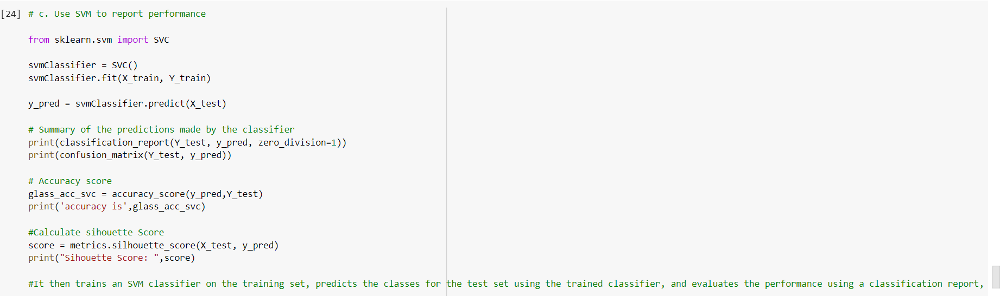 [24] # c. Use SVM to report performance
from sklearn.svm import SVC
svmClassifier = SVC()
svmClassifier.fit(X_train, Y_train)
y_pred = svmClassifier.predict(X_test)
# Summary of the predictions made by the classifier
print(classification_report(Y_test, y_pred, zero_division=1))
print(confusion_matrix(Y_test, y_pred))
# Accuracy score
glass_acc_svc = accuracy_score(y_pred,Y_test)
print('accuracy is',glass_acc_svc)
#Calculate sihouette Score
score = metrics.silhouette_score(X_test, y_pred)
print("Sihouette Score: ",score)
#It then trains an SVM classifier on the training set, predicts the classes for the test set using the trained classifier, and evaluates the performance using a classification report,